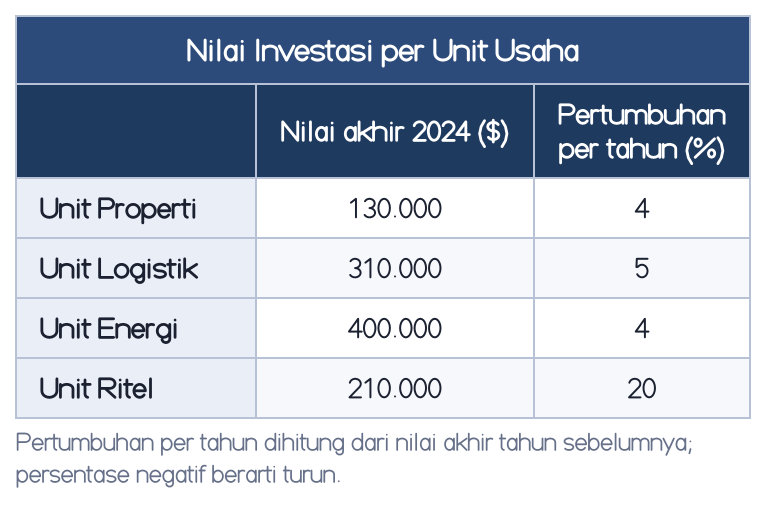 Nilai Investasi per Unit Usaha
Nilai akhir 2024 ($)
Pertumbuhan
per tahun (%)
Unit Properti 130.000 4
Unit Logistik 310.000 5
Unit Energi 400.000 4
Unit Ritel 210.000 20
Pertumbuhan per tahun dihitung dari nilai akhir tahun sebelumnya;
persentase negatif berarti turun.